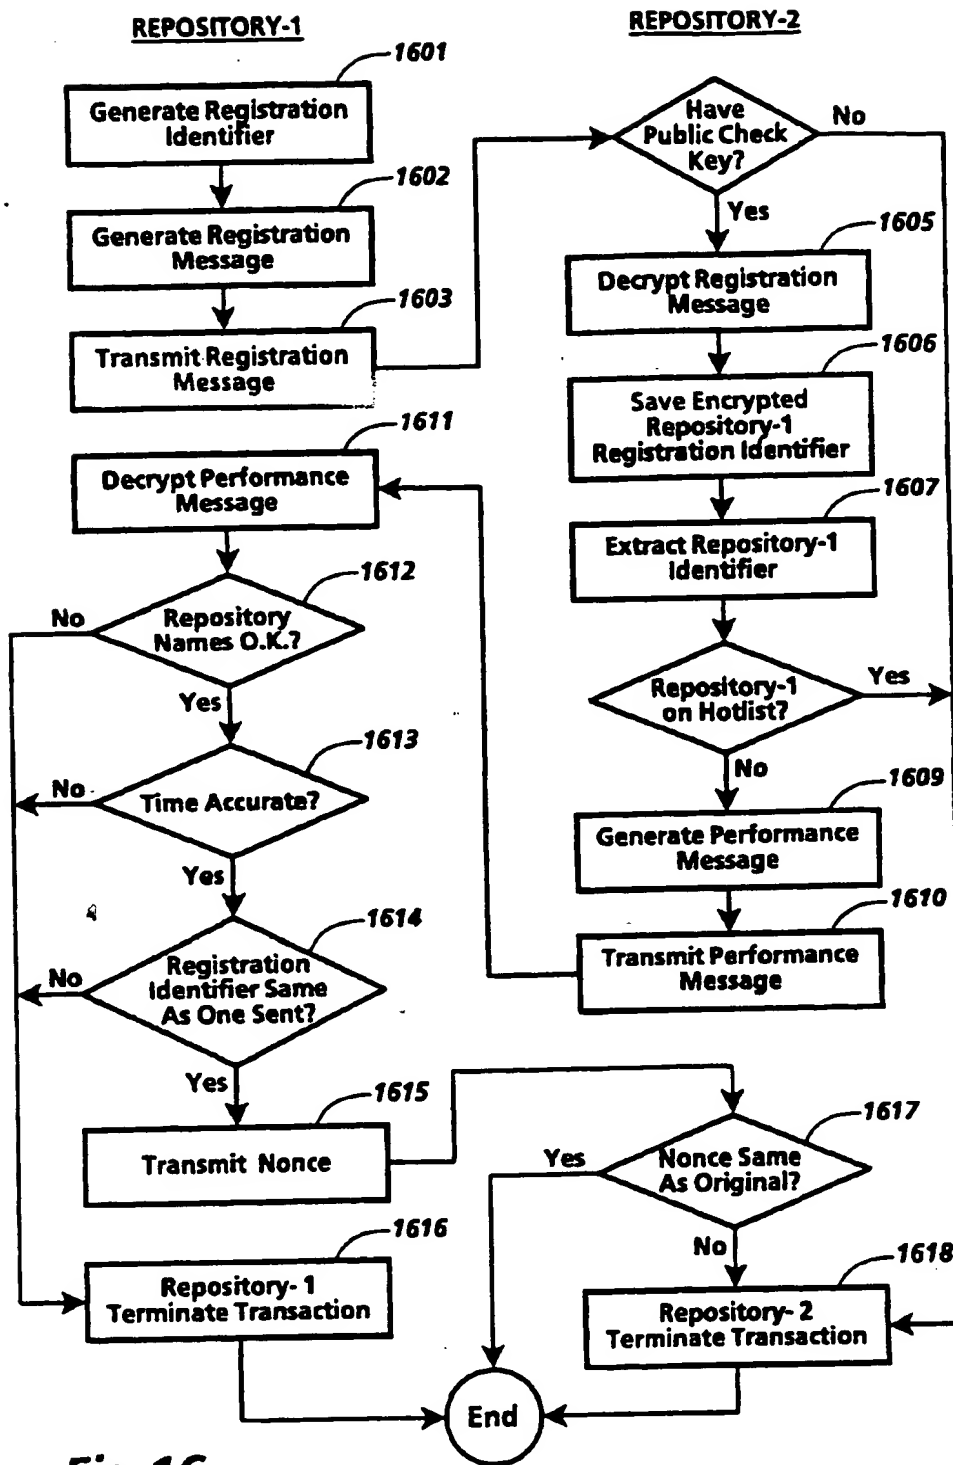 REPOSITORY-1
1601
Generate Registration
Identifier
1602
Generate Registration
Message
1603
Transmit Registration
Message
1611
Decrypt Performance
Message
1612
No
Repository
Names O.K.?
Yes
1613
No
Time Accurate?
Yes
1614
No
Registration
Identifier Same
As One Sent?
Yes
1615
Transmit Nonce
1616
Repository- 1
Terminate Transaction
REPOSITORY-2
Have
Public Check
Key?
No
Yes
1605
Decrypt Registration
Message
1606
Save Encrypted
Repository-1
Registration Identifier
1607
Extract Repository-1
Identifier
Repository-1
on Hotlist?
Yes
No
1609
Generate Performance
Message
1610
Transmit Performance
Message
1617
Yes
Nonce Same
As Original?
No
1618
Repository- 2
Terminate Transaction
End